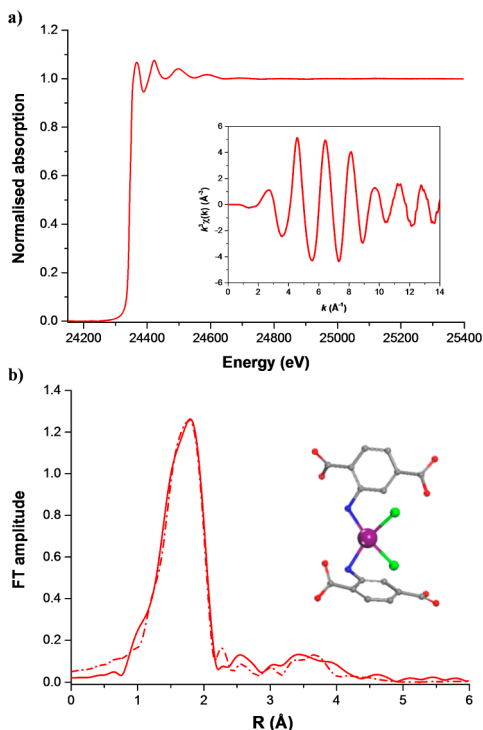 a)
Normalised absorption
1.2
1.0
0.8
0.6
0.4
0.2
0.0
k³χ(k) (Å⁻³)
6
4
2
0
-2
-4
-6
0 2 4 6 8 10 12 14
k (Å⁻¹)
24200 24400 24600 24800 25000 25200 25400
Energy (eV)
b)
FT amplitude
1.4
1.2
1.0
0.8
0.6
0.4
0.2
0.0
0 1 2 3 4 5 6
R (Å)